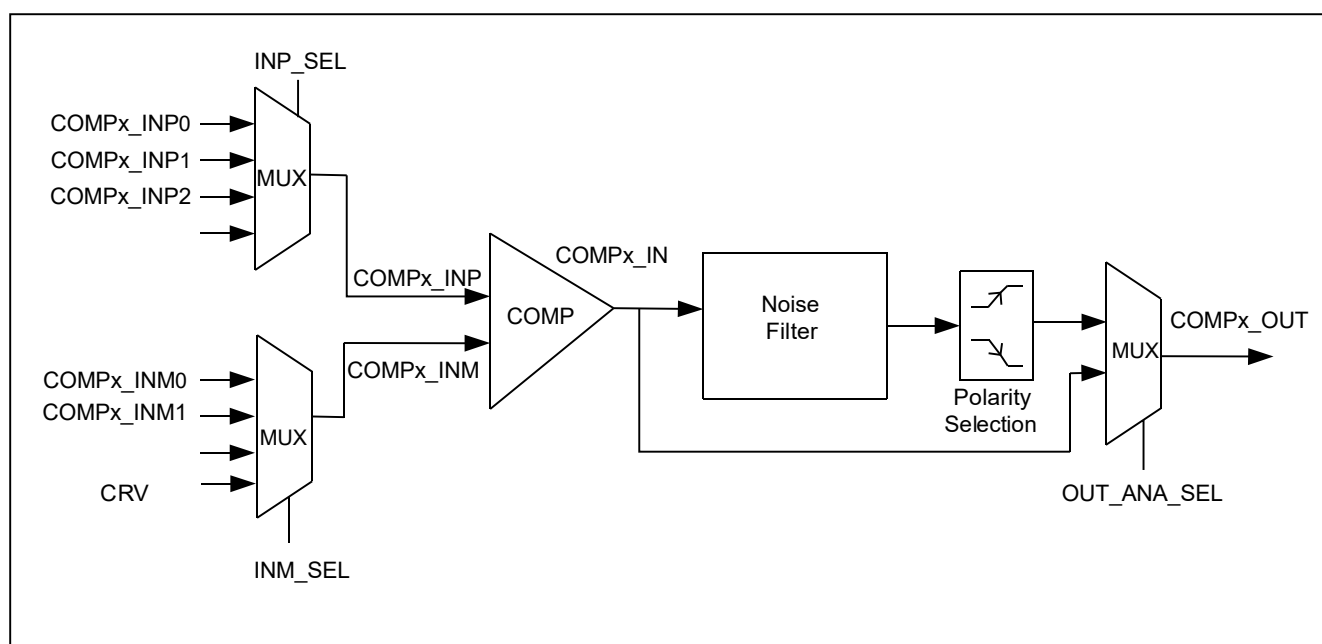 INP_SEL
COMPx_INP0
COMPx_INP1
COMPx_INP2
MUX
COMPx_INP
COMPx_IN
COMP
COMPx_INM
COMPx_INM0
COMPx_INM1
CRV
MUX
INM_SEL
Noise
Filter
Polarity
Selection
MUX
COMPx_OUT
OUT_ANA_SEL